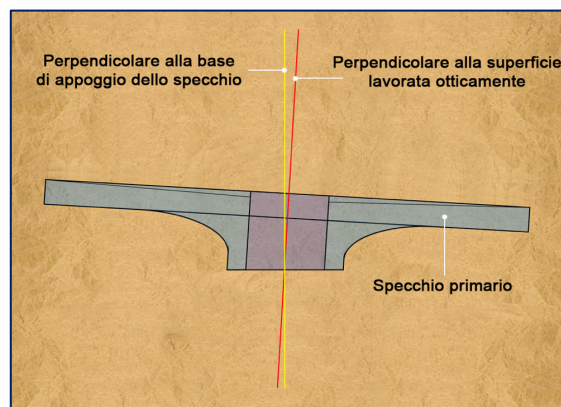 Perpendicolare alla base
di appoggio dello specchio
Perpendicolare alla superficie
lavorata otticamente
Specchio primario